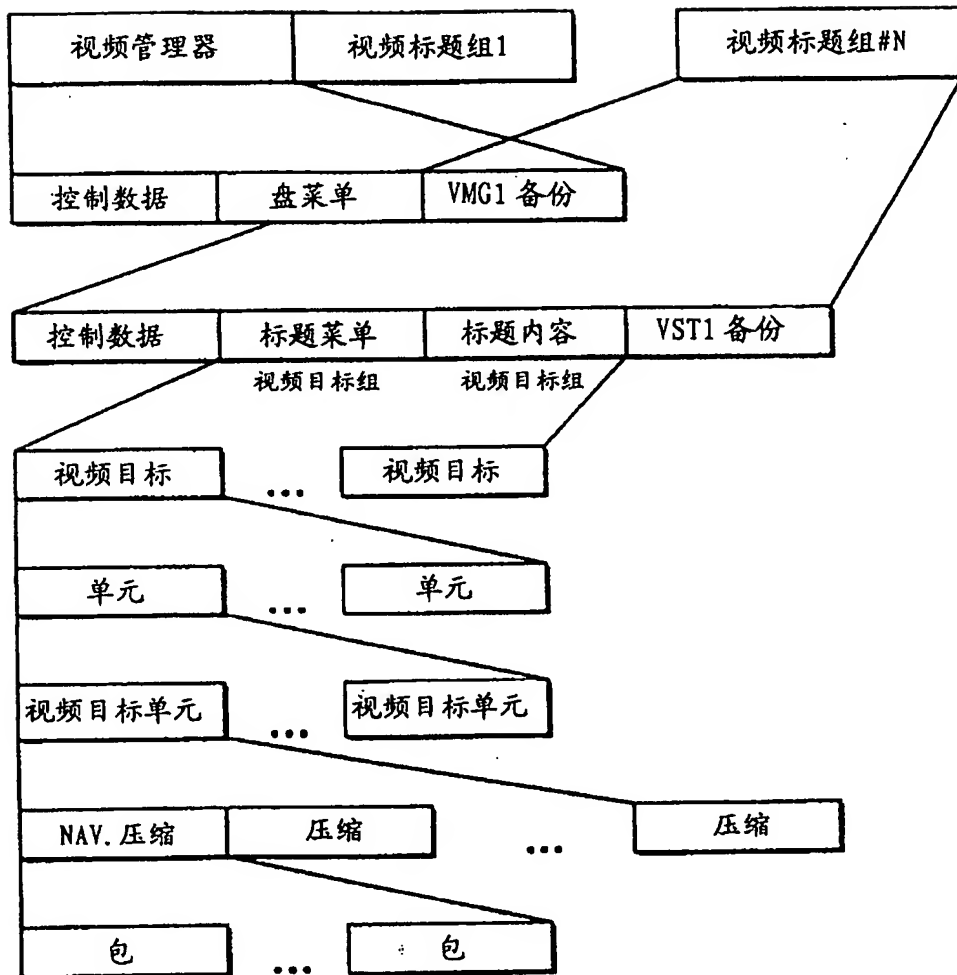 视频管理器 视频标题组1 视频标题组#N
控制数据 盘菜单 VMG1 备份
控制数据 标题菜单 标题内容 VST1 备份
视频目标组 视频目标组
视频目标 ... 视频目标
单元 ... 单元
视频目标单元 ... 视频目标单元
NAV.压缩 压缩 ... 压缩
包 ... 包